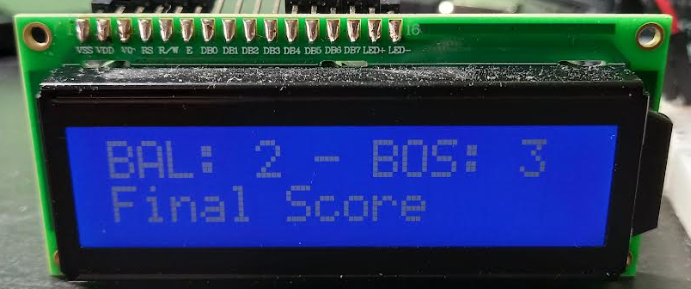 VSS VDD V0 RS R/W E DB0 DB1 DB2 DB3 DB4 DB5 DB6 DB7 LED+ LED-
16
BAL: 2 - BOS: 3
Final Score